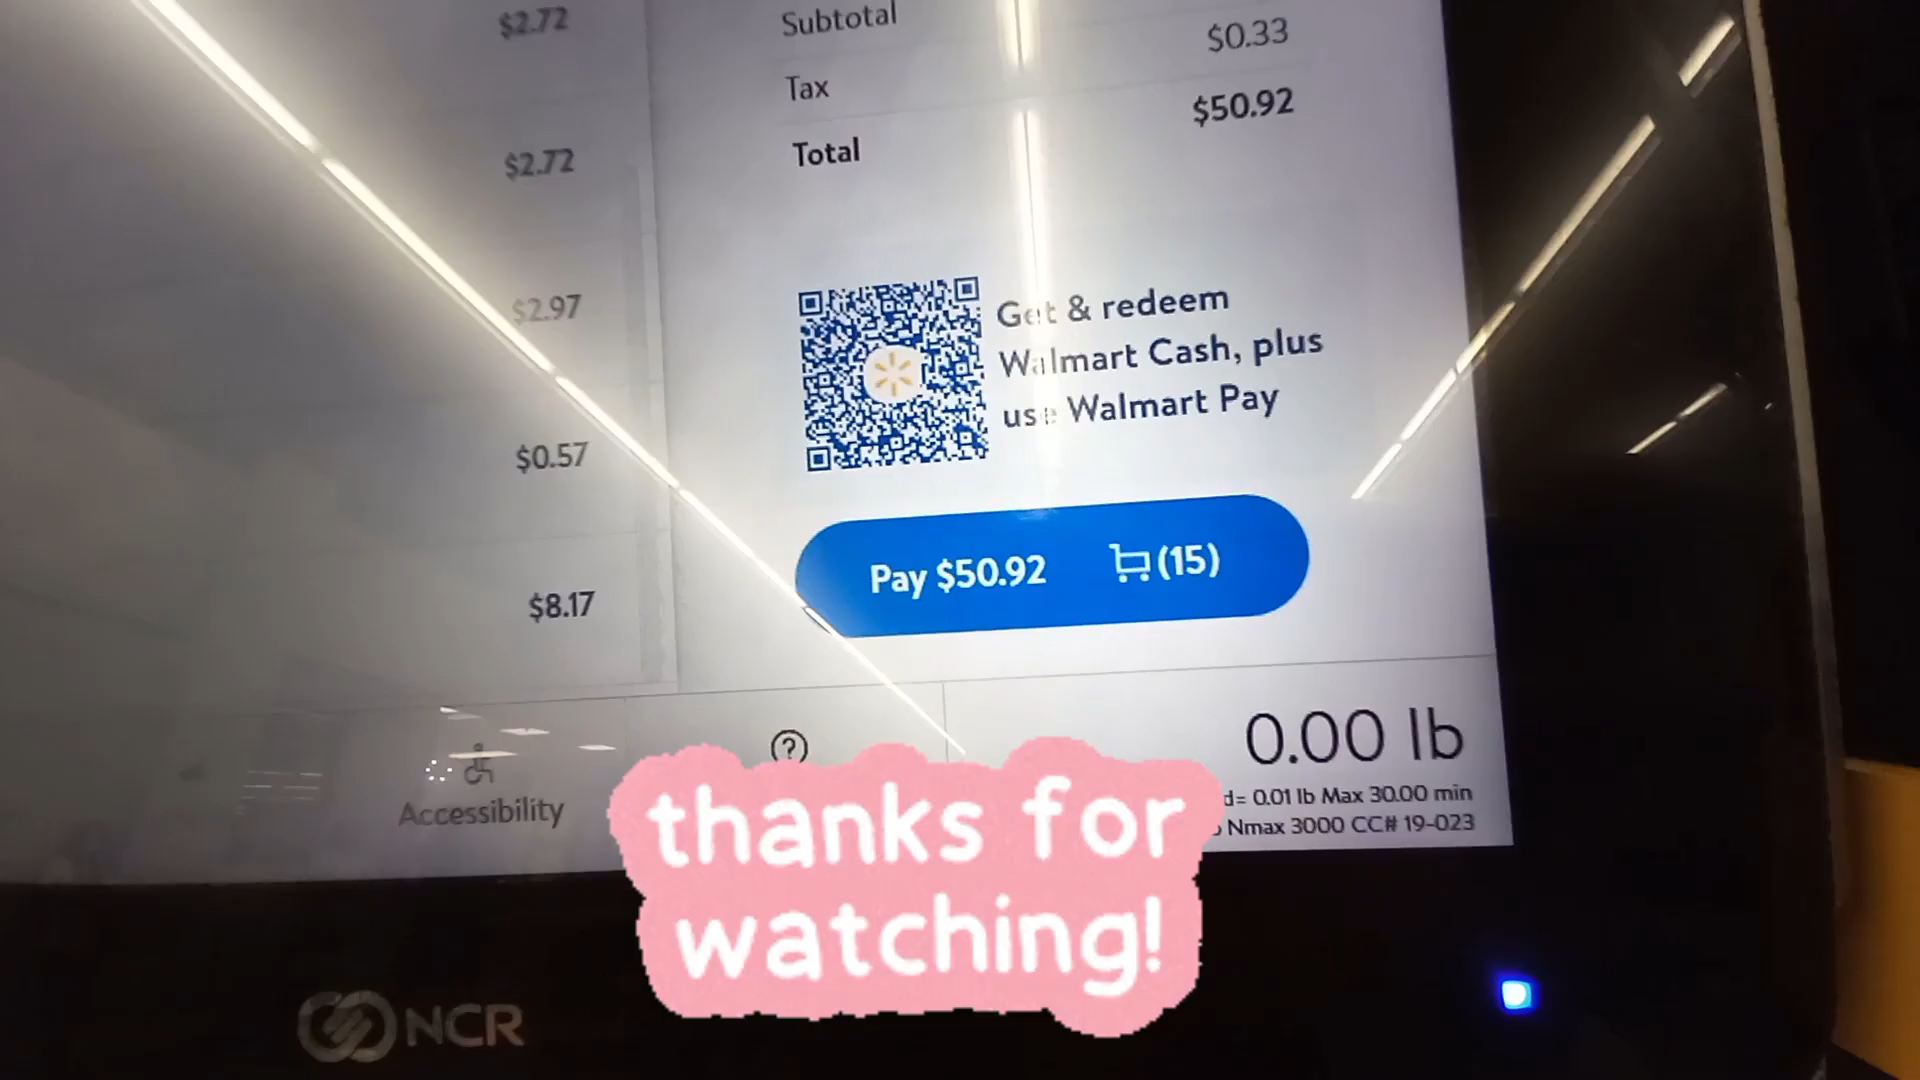 $2.72
$2.72
$2.97
$0.57
$8.17
Subtotal
$0.33
Tax
$50.92
Total
Get & redeem
Walmart Cash, plus
use Walmart Pay
Pay $50.92 (15)
Accessibility
?
0.00 lb
d= 0.01 lb Max 30.00 min
Nmax 3000 CC# 19-023
thanks for
watching!
NCR